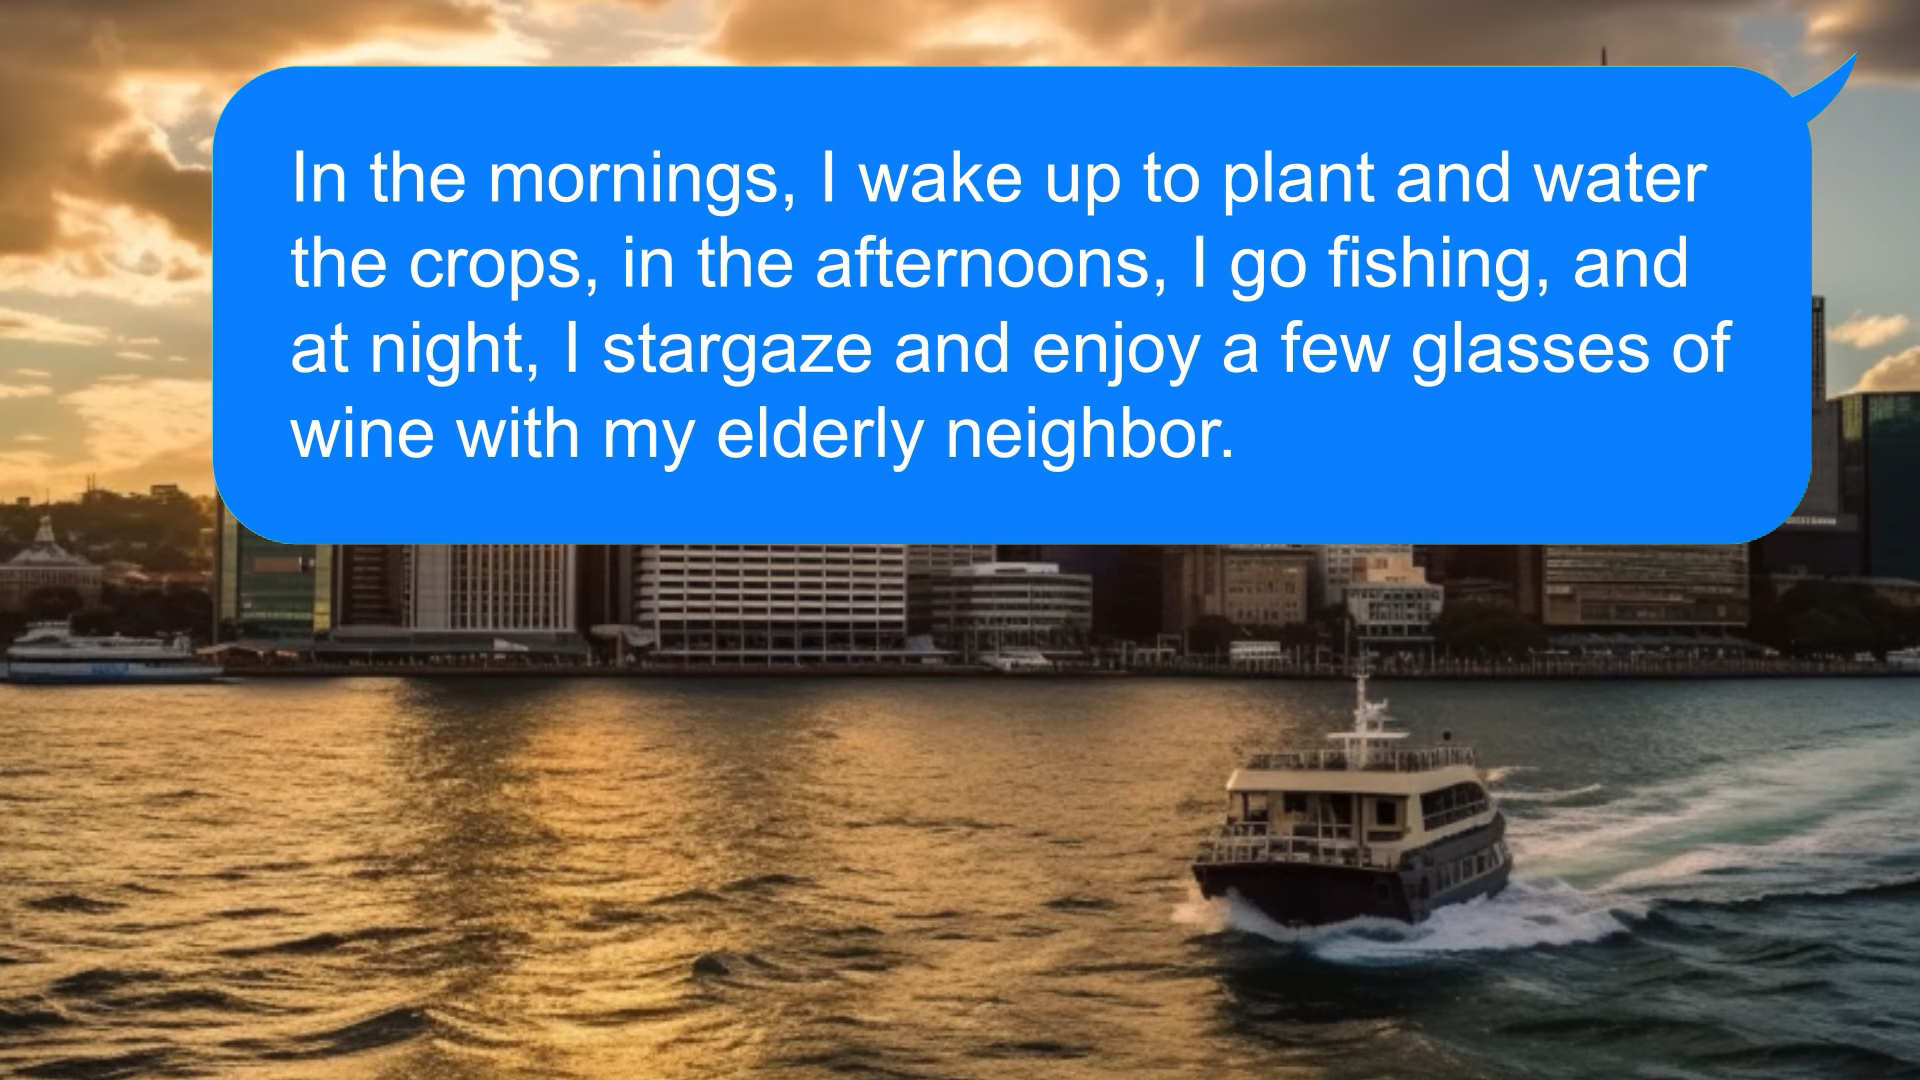 In the mornings, I wake up to plant and water
the crops, in the afternoons, I go fishing, and
at night, I stargaze and enjoy a few glasses of
wine with my elderly neighbor.